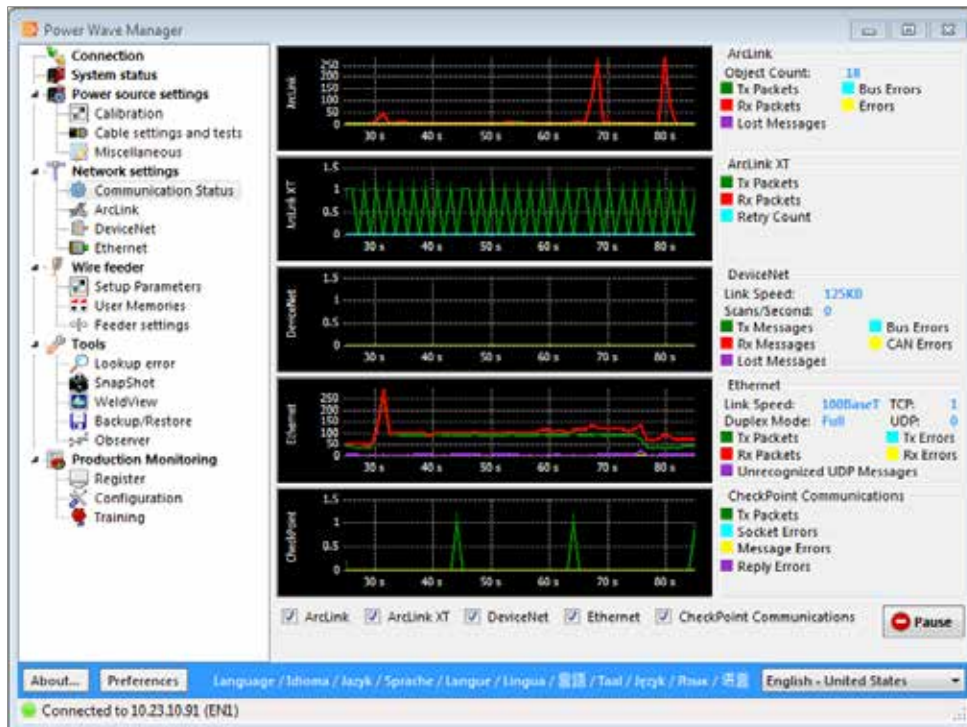 Power Wave Manager
Connection
System status
Power source settings
Calibration
Cable settings and tests
Miscellaneous
Network settings
Communication Status
ArcLink
DeviceNet
Ethernet
Wire feeder
Setup Parameters
User Memories
Feeder settings
Tools
Lookup error
SnapShot
WeldView
Backup/Restore
Observer
Production Monitoring
Register
Configuration
Training
ArcLink
250
200
150
100
50
0
30 s 40 s 50 s 60 s 70 s 80 s
ArcLink
Object Count: 18
Tx Packets Bus Errors
Rx Packets Errors
Lost Messages
ArcLink XT
1.5
1
0.5
0
30 s 40 s 50 s 60 s 70 s 80 s
ArcLink XT
Tx Packets
Rx Packets
Retry Count
DeviceNet
1.5
1
0.5
0
30 s 40 s 50 s 60 s 70 s 80 s
DeviceNet
Link Speed: 125KB
Scans/Second: 0
Tx Messages Bus Errors
Rx Messages CAN Errors
Lost Messages
Ethernet
250
200
150
100
50
0
30 s 40 s 50 s 60 s 70 s 80 s
Ethernet
Link Speed: 100BaseT TCP: 1
Duplex Mode: Full UDP: 0
Tx Packets Tx Errors
Rx Packets Rx Errors
Unrecognized UDP Messages
CheckPoint
1.5
1
0.5
0
30 s 40 s 50 s 60 s 70 s 80 s
CheckPoint Communications
Tx Packets
Socket Errors
Message Errors
Reply Errors
ArcLink ArcLink XT DeviceNet Ethernet CheckPoint Communications
Pause
About... Preferences Language / Idioma / Jazyk / Sprache / Langue / Lingua / 言語 / Taal / Język / Язык / 语言 English - United States
Connected to 10.23.10.91 (EN1)